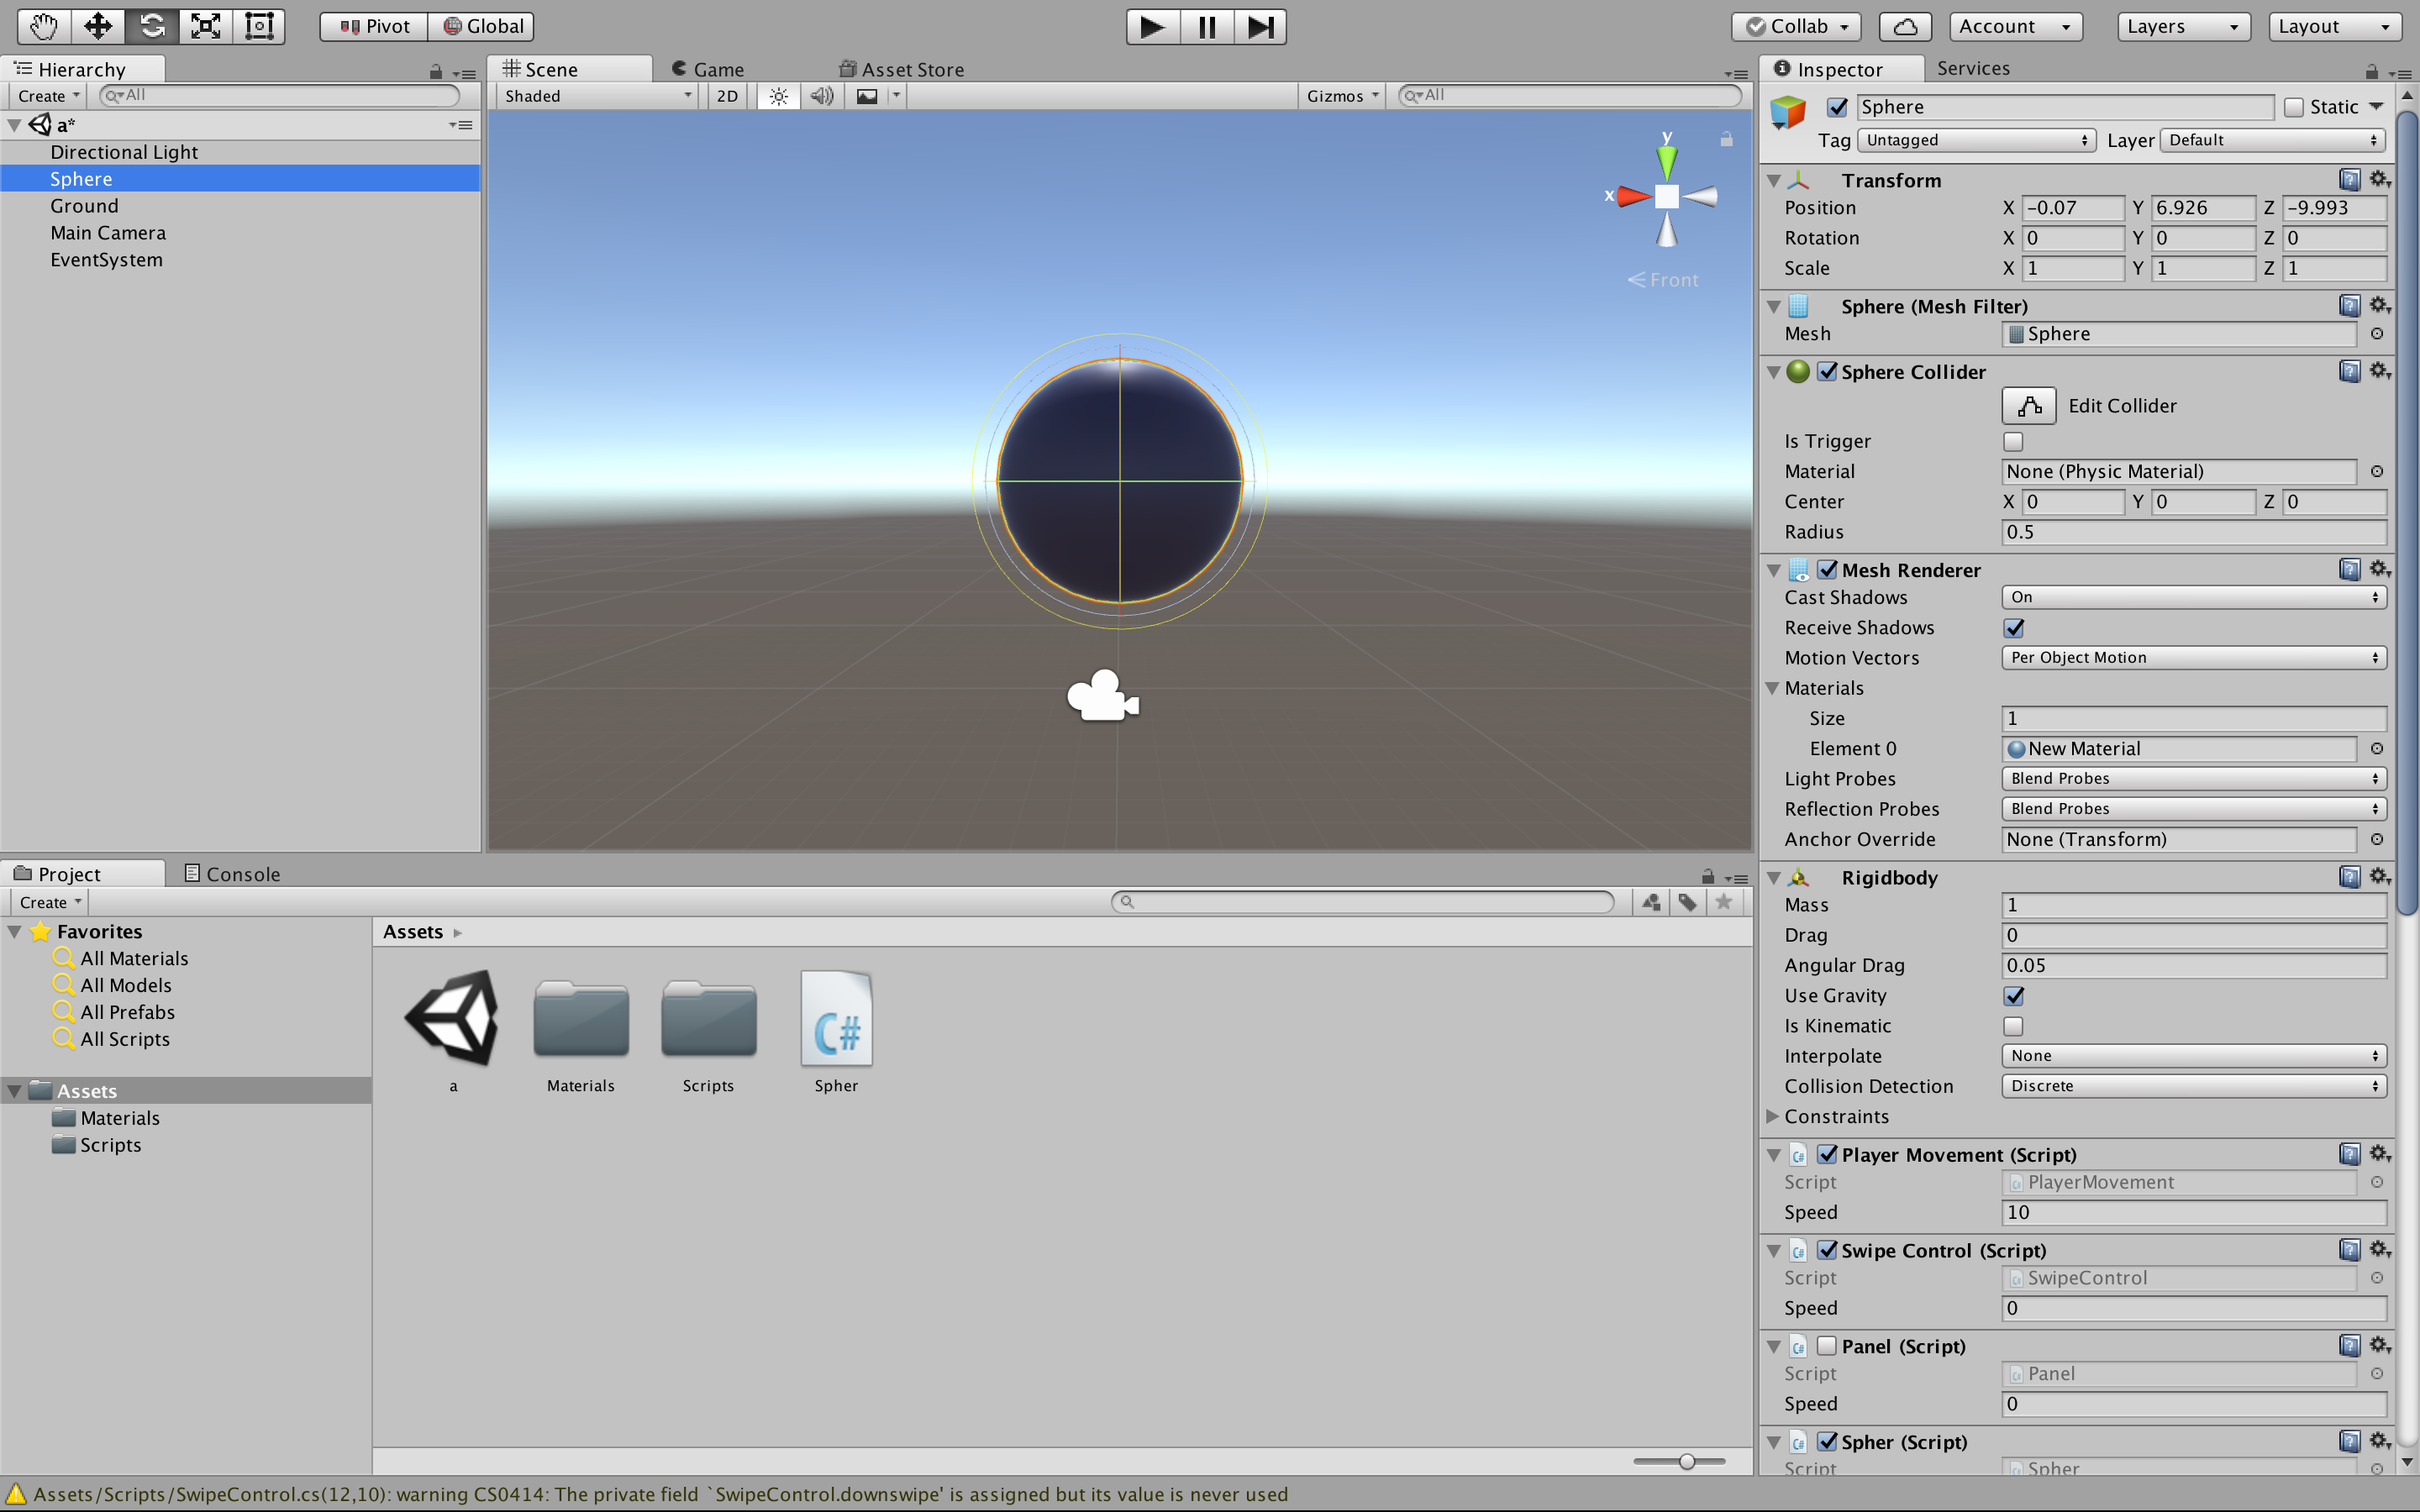 Pivot Global Collab Account Layers Layout
Hierarchy
Create All
a*
Directional Light
Sphere
Ground
Main Camera
EventSystem
Scene Game Asset Store
Shaded 2D Gizmos All
y
x
Front
Project Console
Create
Favorites
All Materials
All Models
All Prefabs
All Scripts
Assets
Materials
Scripts
Assets
a Materials Scripts Spher
C#
Inspector Services
Sphere Static
Tag Untagged Layer Default
Transform
Position X -0.07 Y 6.926 Z -9.993
Rotation X 0 Y 0 Z 0
Scale X 1 Y 1 Z 1
Sphere (Mesh Filter)
Mesh Sphere
Sphere Collider
Edit Collider
Is Trigger
Material None (Physic Material)
Center X 0 Y 0 Z 0
Radius 0.5
Mesh Renderer
Cast Shadows On
Receive Shadows
Motion Vectors Per Object Motion
Materials
Size 1
Element 0 New Material
Light Probes Blend Probes
Reflection Probes Blend Probes
Anchor Override None (Transform)
Rigidbody
Mass 1
Drag 0
Angular Drag 0.05
Use Gravity
Is Kinematic
Interpolate None
Collision Detection Discrete
Constraints
Player Movement (Script)
Script PlayerMovement
Speed 10
Swipe Control (Script)
Script SwipeControl
Speed 0
Panel (Script)
Script Panel
Speed 0
Spher (Script)
Script Spher
Assets/Scripts/SwipeControl.cs(12,10): warning CS0414: The private field `SwipeControl.downswipe' is assigned but its value is never used